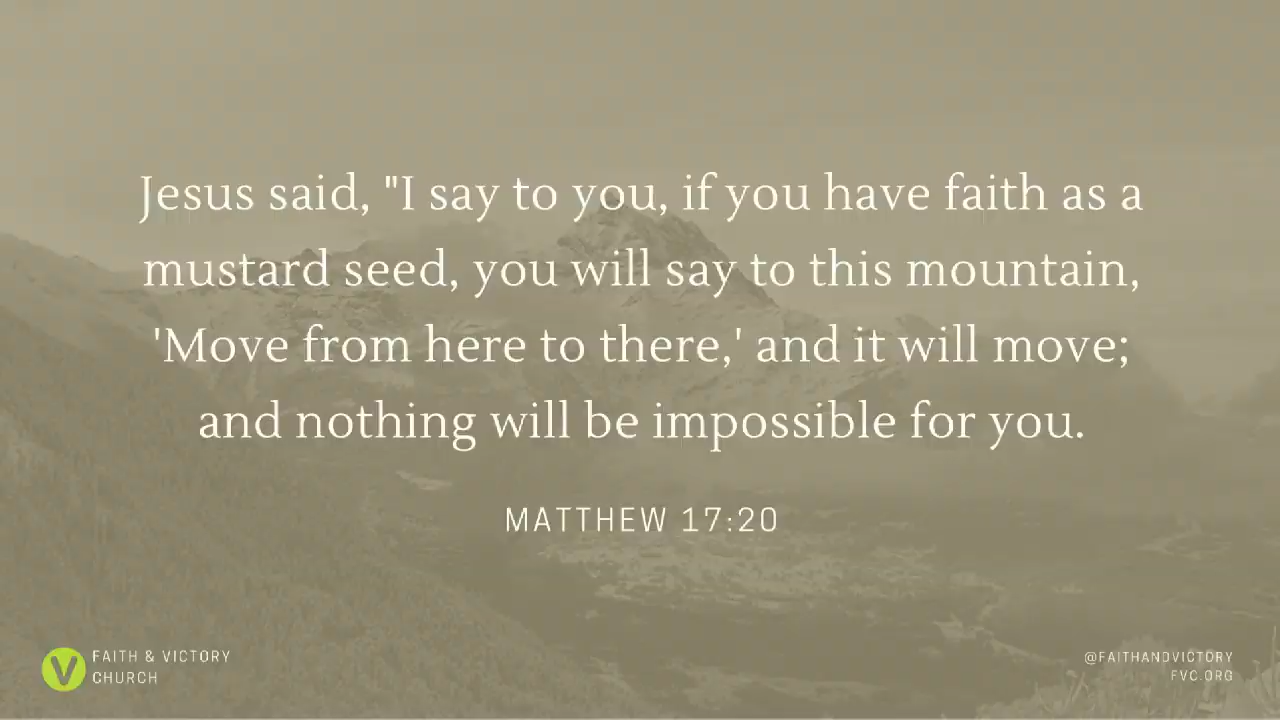 Jesus said, "I say to you, if you have faith as a
mustard seed, you will say to this mountain,
'Move from here to there,' and it will move;
and nothing will be impossible for you.
MATTHEW 17:20
V
FAITH & VICTORY
CHURCH
@FAITHANDVICTORY
FVC.ORG